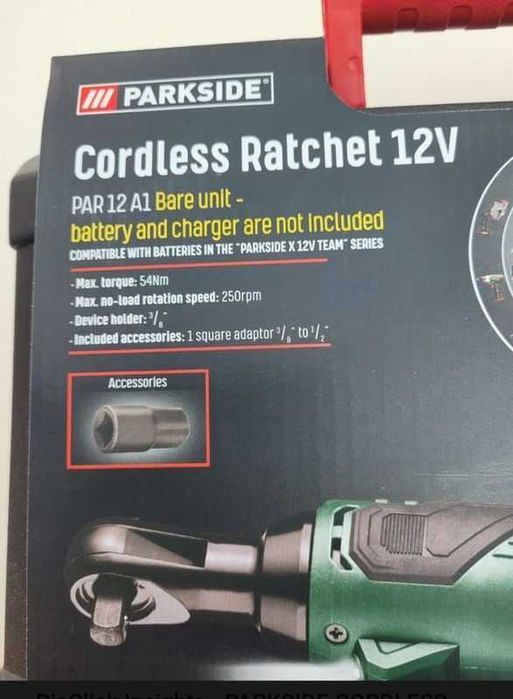 PARKSIDE®
Cordless Ratchet 12V
PAR 12 A1 Bare unit -
battery and charger are not included
COMPATIBLE WITH BATTERIES IN THE "PARKSIDE X 12V TEAM" SERIES
- Max. torque: 54Nm
- Max. no-load rotation speed: 250rpm
- Device holder: 3/8"
- Included accessories: 1 square adaptor 3/8" to 1/2"
Accessories